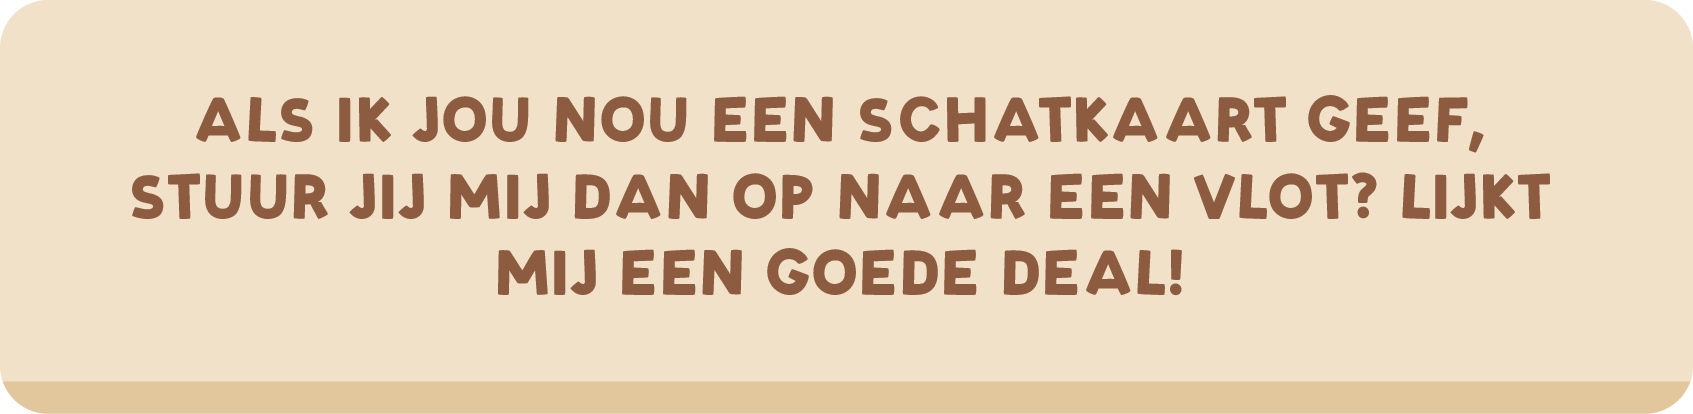 ALS IK JOU NOU EEN SCHATKAART GEEF,
STUUR JIJ MIJ DAN OP NAAR EEN VLOT? LIJKT
MIJ EEN GOEDE DEAL!